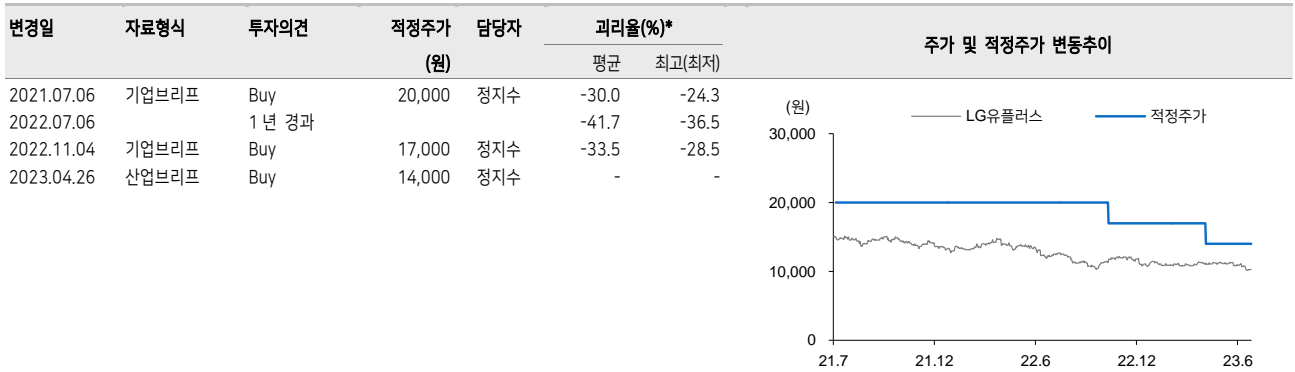 변경일 자료형식 투자의견 적정주가 담당자 괴리율(%)* 주가 및 적정주가 변동추이
(원) 평균 최고(최저)
2021.07.06 기업브리프 Buy 20,000 정지수 -30.0 -24.3
2022.07.06 1년 경과 -41.7 -36.5
2022.11.04 기업브리프 Buy 17,000 정지수 -33.5 -28.5
2023.04.26 산업브리프 Buy 14,000 정지수 - -
(원) LG유플러스 적정주가
30,000
20,000
10,000
0
21.7 21.12 22.6 22.12 23.6